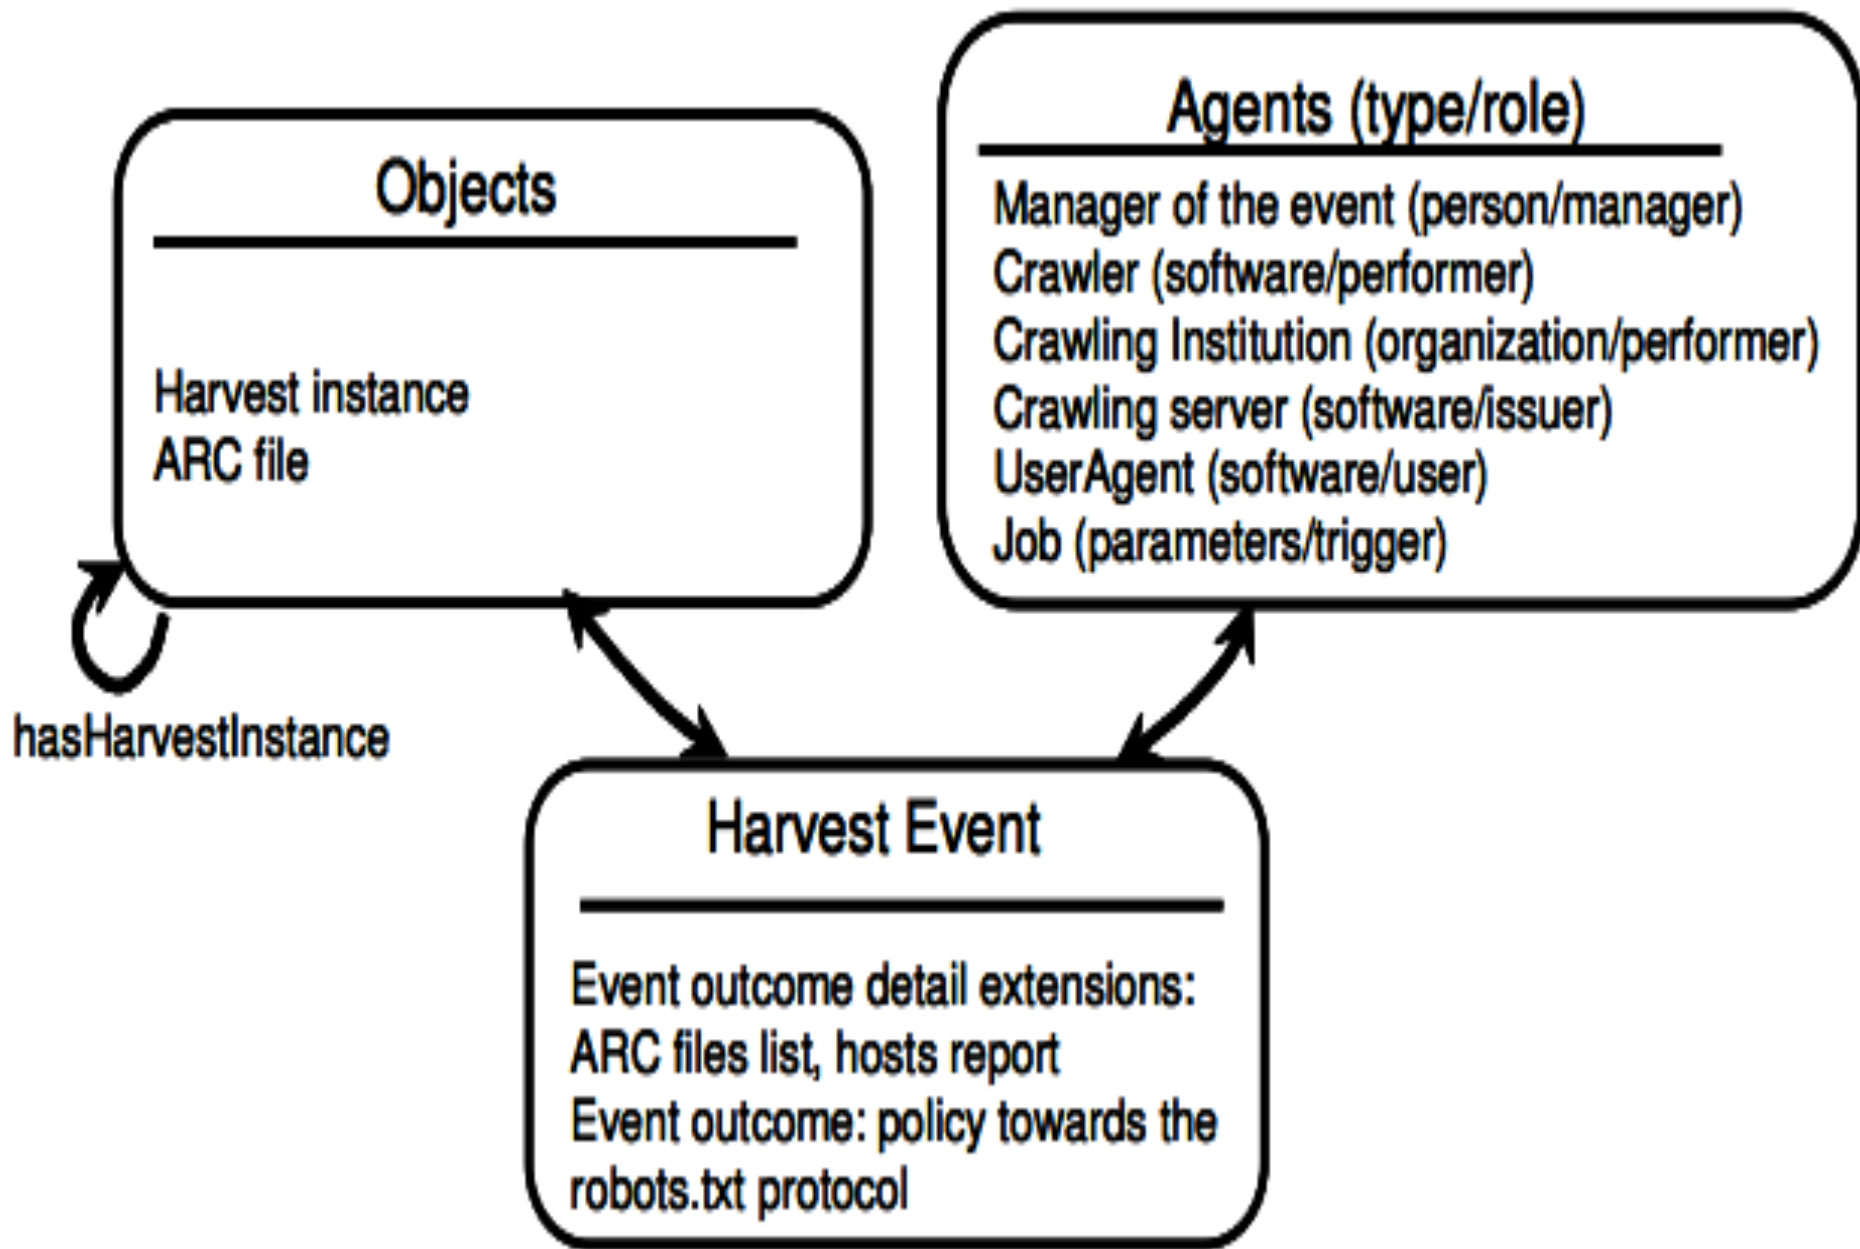 Objects
Harvest instance
ARC file
hasHarvestInstance
Agents (type/role)
Manager of the event (person/manager)
Crawler (software/performer)
Crawling Institution (organization/performer)
Crawling server (software/issuer)
UserAgent (software/user)
Job (parameters/trigger)
Harvest Event
Event outcome detail extensions:
ARC files list, hosts report
Event outcome: policy towards the
robots.txt protocol